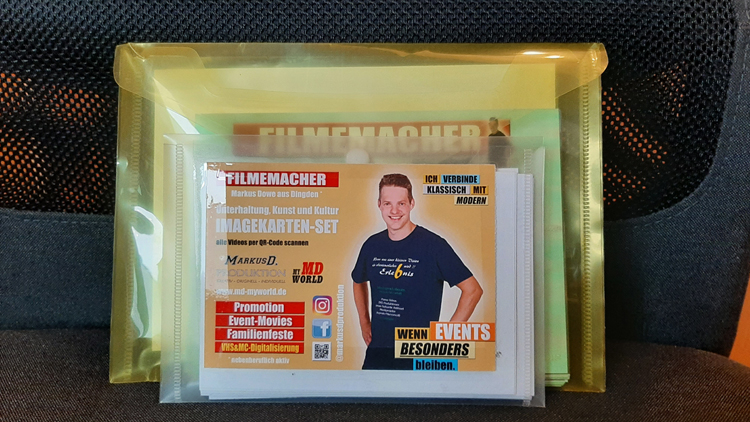 FILMEMACHER
FILMEMACHER
Markus Dowe aus Dingden
Unterhaltung, Kunst und Kultur
IMAGEKARTEN-SET
alle Videos per QR-Code scannen
MARKUSD.
PRODUKTION
MY MD
WORLD
www.md-myworld.de
Promotion
Event-Movies
Familienfeste
VHS&MC-Digitalisierung
* nebenberuflich aktiv
@markusdproduktion
ICH VERBINDE
KLASSISCH MIT
MODERN
Erlebnis
WENN EVENTS
BESONDERS
bleiben.